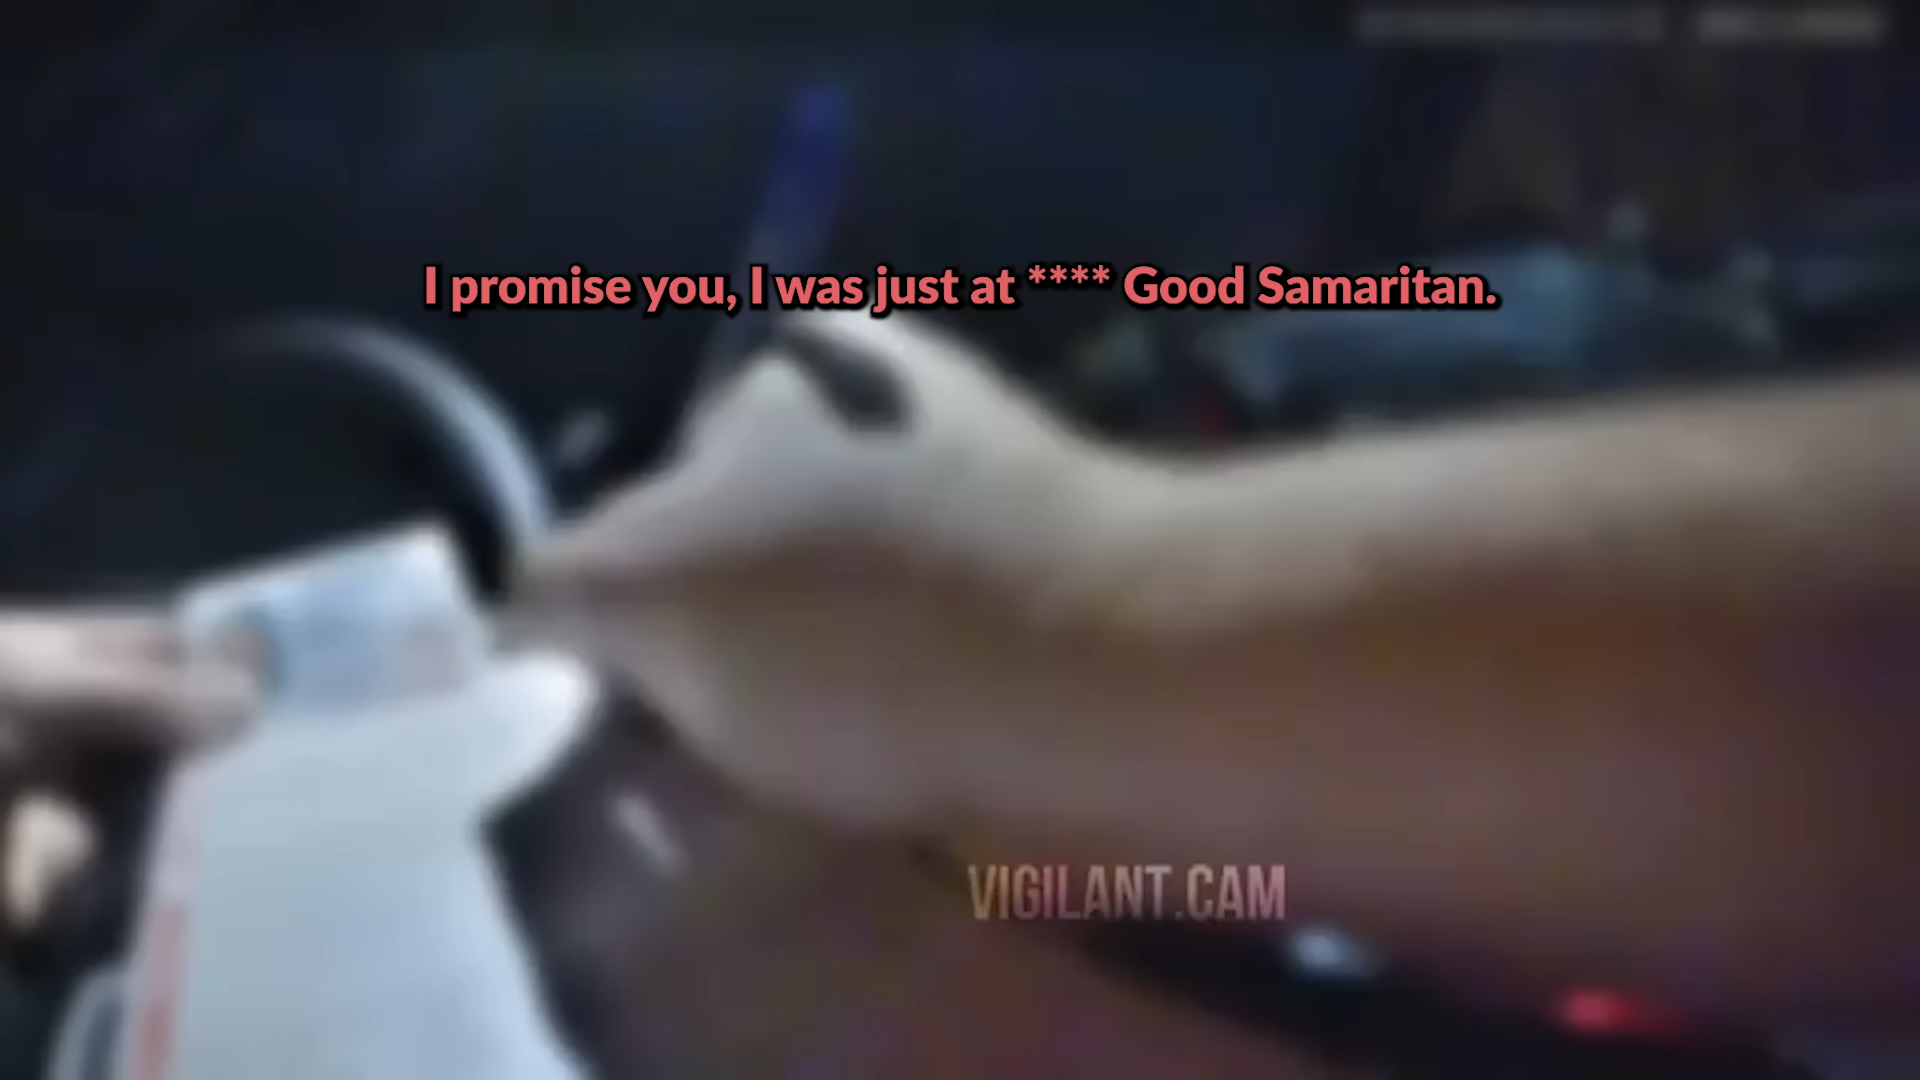 I promise you, I was just at **** Good Samaritan.
VIGILANT.CAM